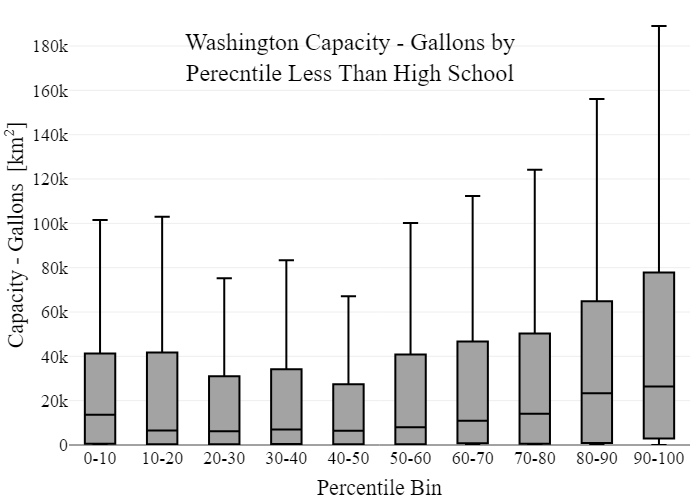 Washington Capacity - Gallons by
Perecntile Less Than High School
Capacity - Gallons [km²]
180k
160k
140k
120k
100k
80k
60k
40k
20k
0
0-10 10-20 20-30 30-40 40-50 50-60 60-70 70-80 80-90 90-100
Percentile Bin